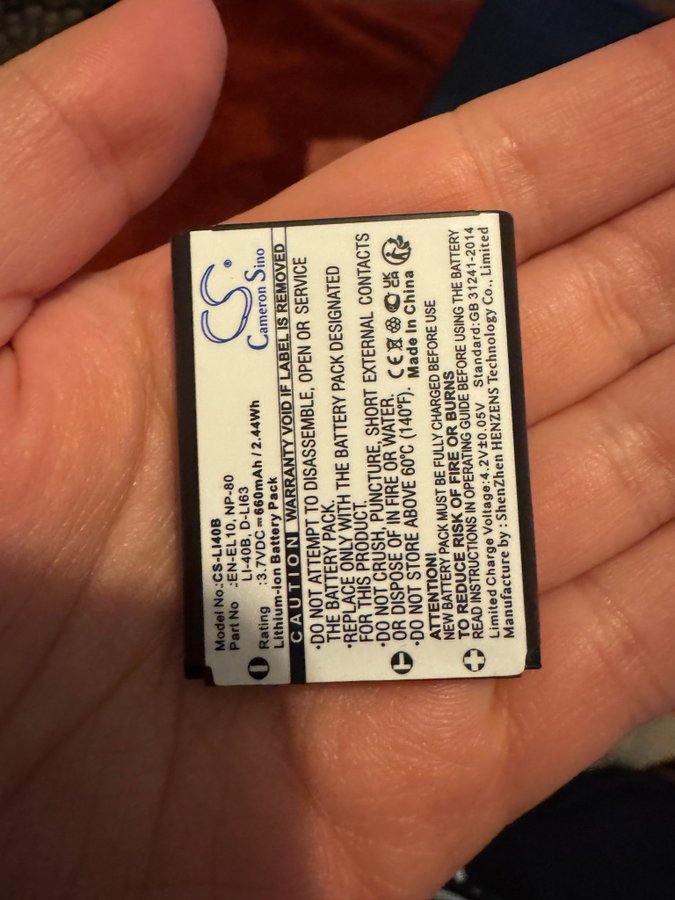 CS®
Cameron Sino
Model No.:CS-LI40B
Part No :EN-EL10, NP-80
LI-40B, D-LI63
Rating :3.7VDC⎓660mAh / 2.44Wh
Lithium-Ion Battery Pack
CAUTION WARRANTY VOID IF LABEL IS REMOVED
•DO NOT ATTEMPT TO DISASSEMBLE, OPEN OR SERVICE
THE BATTERY PACK.
•REPLACE ONLY WITH THE BATTERY PACK DESIGNATED
FOR THIS PRODUCT.
•DO NOT CRUSH, PUNCTURE, SHORT EXTERNAL CONTACTS
OR DISPOSE OF IN FIRE OR WATER.
•DO NOT STORE ABOVE 60°C (140°F).
CE UKCA
Made In China
ATTENTION!
NEW BATTERY PACK MUST BE FULLY CHARGED BEFORE USE
TO REDUCE RISK OF FIRE OR BURNS
READ INSTRUCTIONS IN OPERATING GUIDE BEFORE USING THE BATTERY
Limited Charge Voltage:4.2V±0.05V Standard:GB 31241-2014
Manufacture by : ShenZhen HENZENS Technology Co., Limited